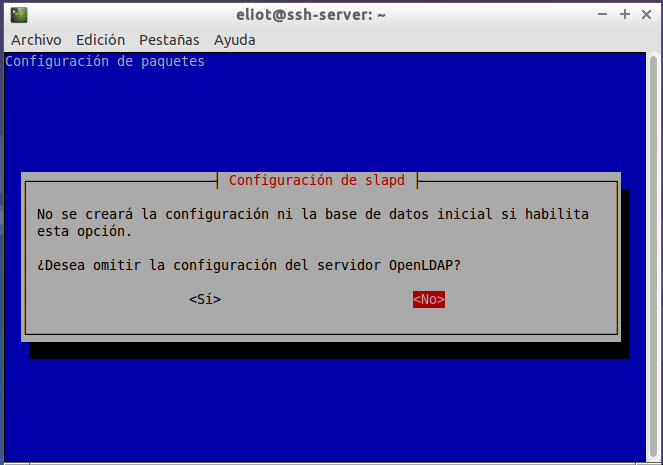 eliot@ssh-server: ~
Archivo Edición Pestañas Ayuda
Configuración de paquetes
Configuración de slapd
No se creará la configuración ni la base de datos inicial si habilita
esta opción.
¿Desea omitir la configuración del servidor OpenLDAP?
<Sí> <No>